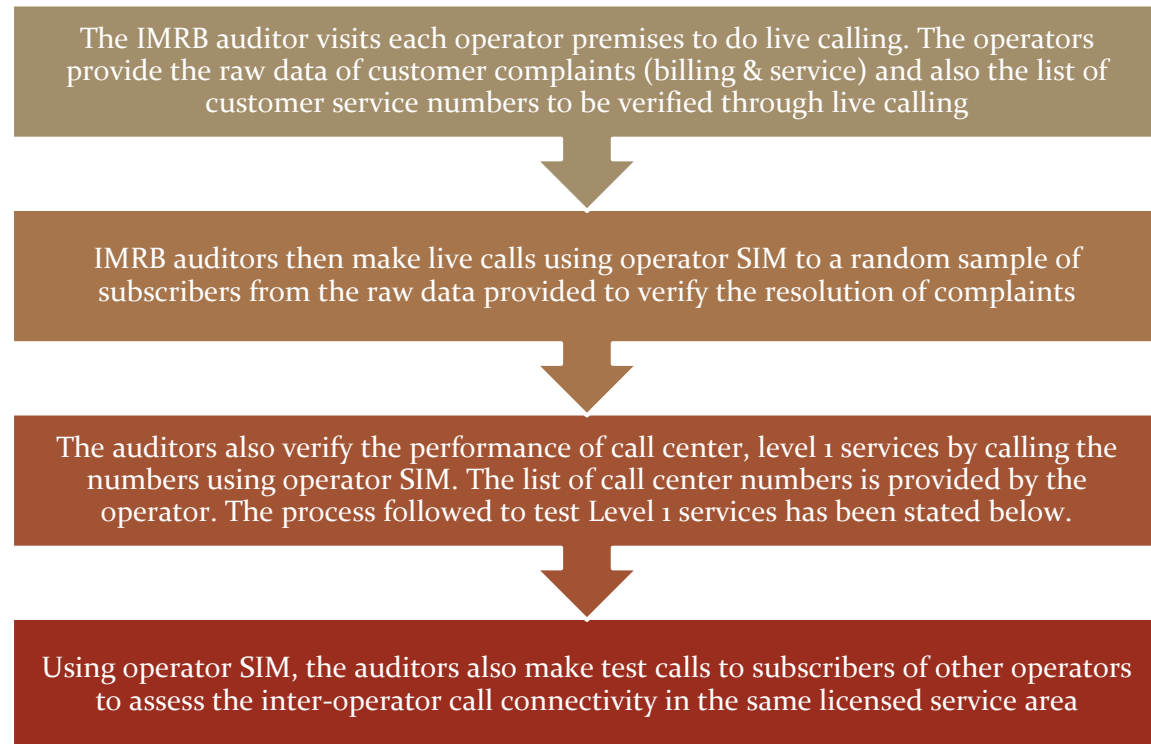 The IMRB auditor visits each operator premises to do live calling. The operators
provide the raw data of customer complaints (billing & service) and also the list of
customer service numbers to be verified through live calling
IMRB auditors then make live calls using operator SIM to a random sample of
subscribers from the raw data provided to verify the resolution of complaints
The auditors also verify the performance of call center, level 1 services by calling the
numbers using operator SIM. The list of call center numbers is provided by the
operator. The process followed to test Level 1 services has been stated below.
Using operator SIM, the auditors also make test calls to subscribers of other operators
to assess the inter-operator call connectivity in the same licensed service area